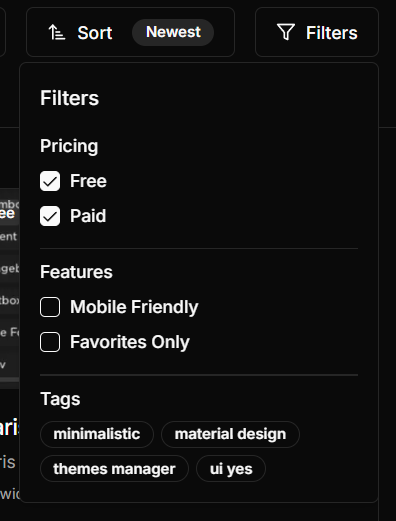 Sort Newest Filters
Filters
Pricing
Free
Paid
Features
Mobile Friendly
Favorites Only
Tags
minimalistic material design
themes manager ui yes